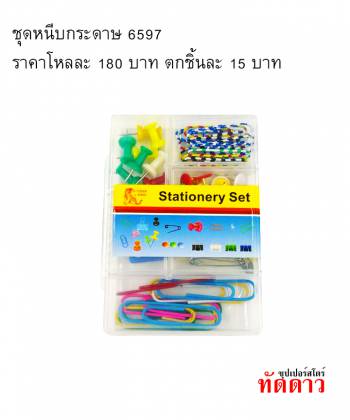 ชุดหนีบกระดาษ 6597
ราคาโหลละ 180 บาท ตกชิ้นละ 15 บาท
Stationery Set
ซุปเปอร์สโตร์
ทัดดาว